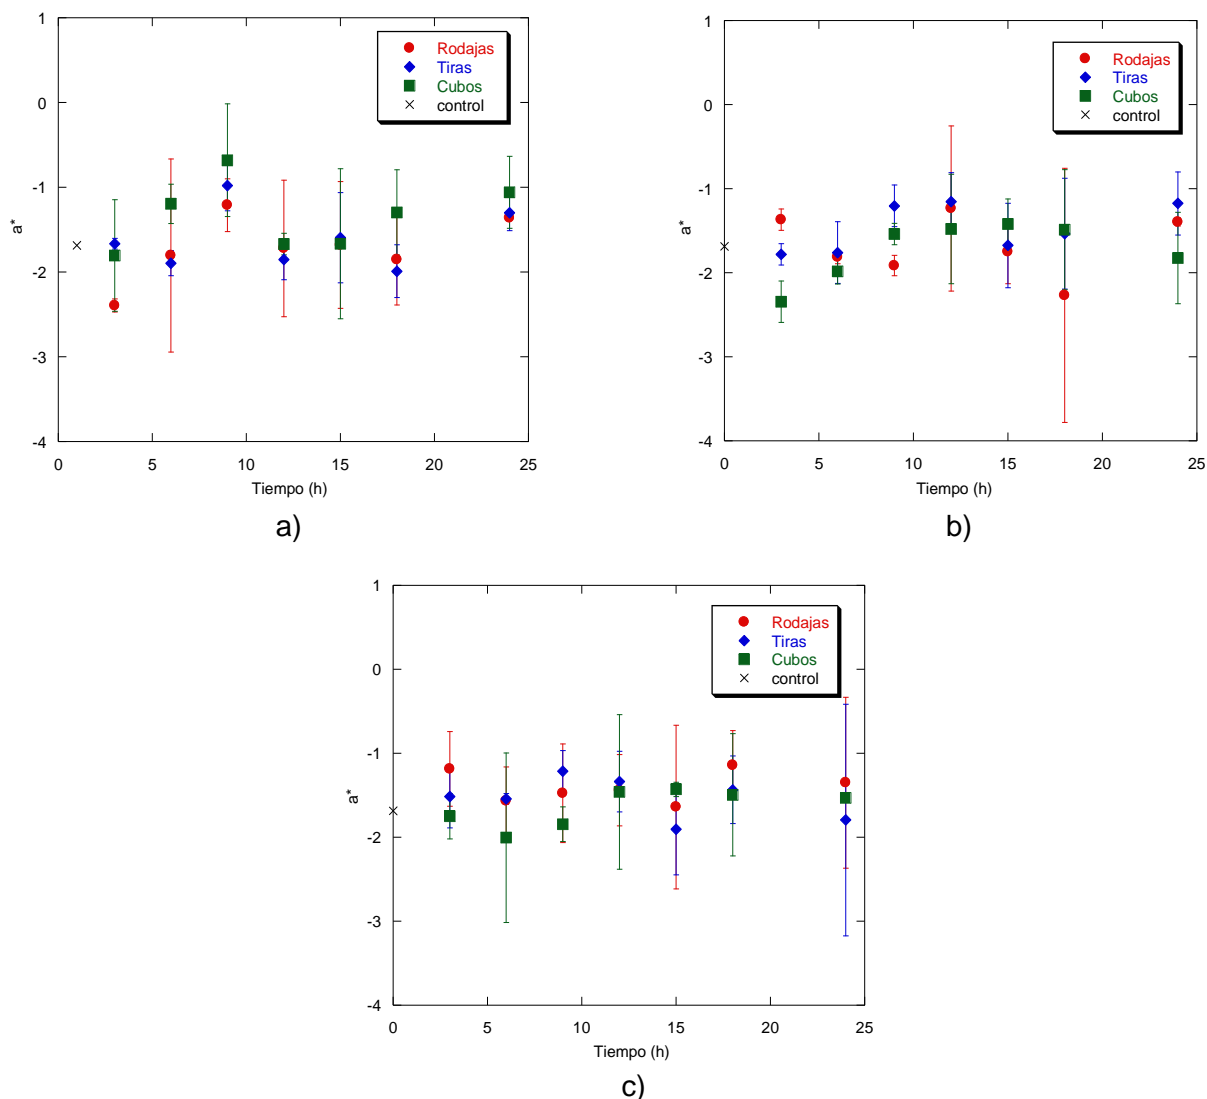 1
0
-1
-2
-3
-4
a*
0 5 10 15 20 25
Tiempo (h)
Rodajas
Tiras
Cubos
control
a)
1
0
-1
-2
-3
-4
a*
0 5 10 15 20 25
Tiempo (h)
Rodajas
Tiras
Cubos
control
b)
1
0
-1
-2
-3
-4
a*
0 5 10 15 20 25
Tiempo (h)
Rodajas
Tiras
Cubos
control
c)